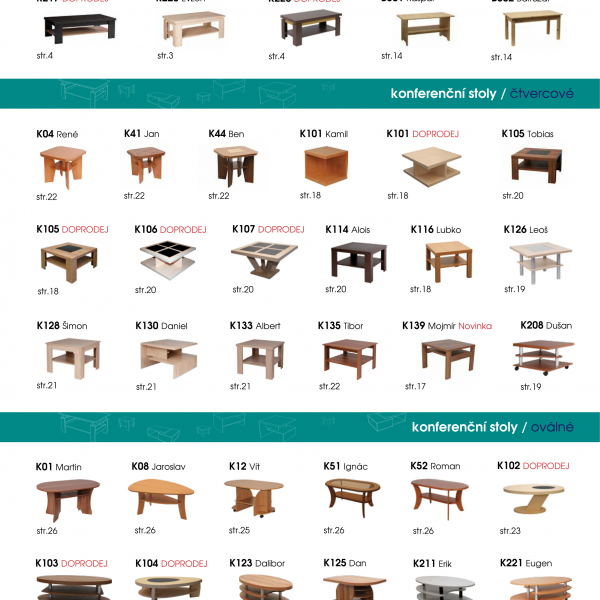 DOPRODEJ
str.4
str.3
str.4
str.14
str.14
konferenční stoly / čtvercové
K04 René
K41 Jan
K44 Ben
K101 Kamil
K101 DOPRODEJ
K105 Tobias
str.22
str.22
str.22
str.18
str.18
str.20
K105 DOPRODEJ
K106 DOPRODEJ
K107 DOPRODEJ
K114 Alois
K116 Lubko
K126 Leoš
str.18
str.20
str.20
str.20
str.18
str.19
K128 Šimon
K130 Daniel
K133 Albert
K135 Tibor
K139 Mojmír Novinka
K208 Dušan
str.21
str.21
str.21
str.22
str.17
str.19
konferenční stoly / oválné
K01 Martin
K08 Jaroslav
K12 Vít
K51 Ignác
K52 Roman
K102 DOPRODEJ
str.26
str.26
str.25
str.26
str.26
str.23
K103 DOPRODEJ
K104 DOPRODEJ
K123 Dalibor
K125 Dan
K211 Erik
K221 Eugen